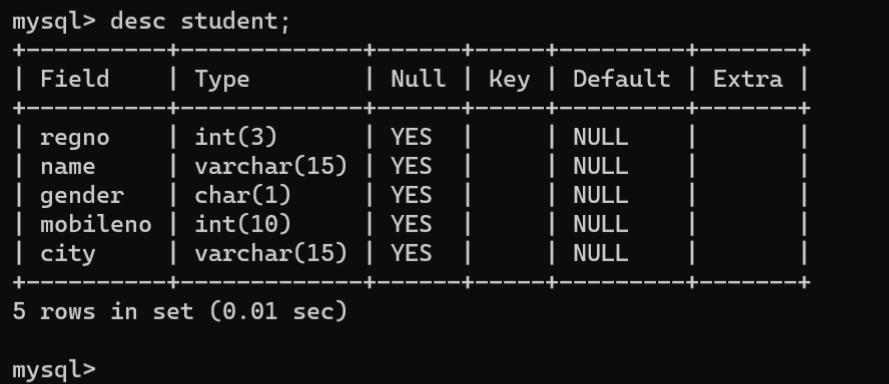 mysql> desc student;
+----------+-------------+------+-----+---------+-------+
| Field    | Type        | Null | Key | Default | Extra |
+----------+-------------+------+-----+---------+-------+
| regno    | int(3)      | YES  |     | NULL    |       |
| name     | varchar(15) | YES  |     | NULL    |       |
| gender   | char(1)     | YES  |     | NULL    |       |
| mobileno | int(10)     | YES  |     | NULL    |       |
| city     | varchar(15) | YES  |     | NULL    |       |
+----------+-------------+------+-----+---------+-------+
5 rows in set (0.01 sec)
mysql>